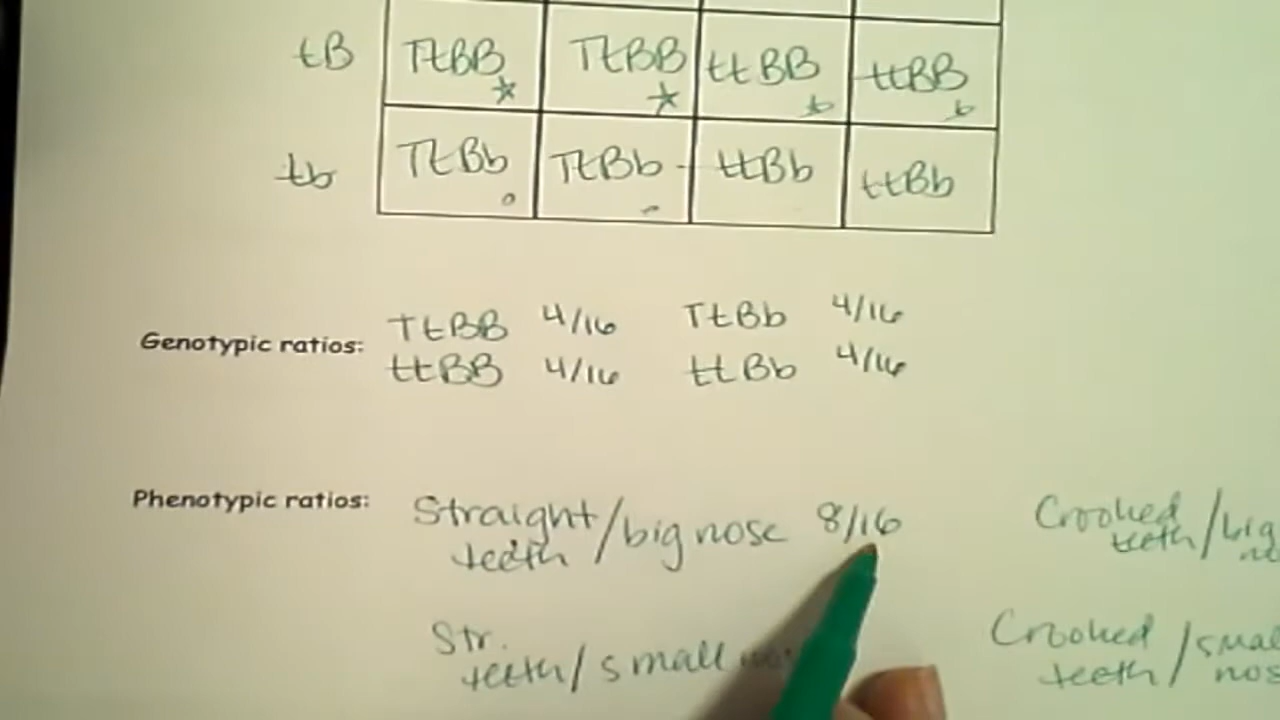 tB TtBB TtBB ttBB ttBB
b b
tb TtBb TtBb ttBb ttBb
Genotypic ratios: TtBB 4/16 TtBb 4/16
ttBB 4/16 ttBb 4/16
Phenotypic ratios: Straight teeth/big nose 8/16 Crooked teeth/big
Str. teeth/small Crooked teeth/